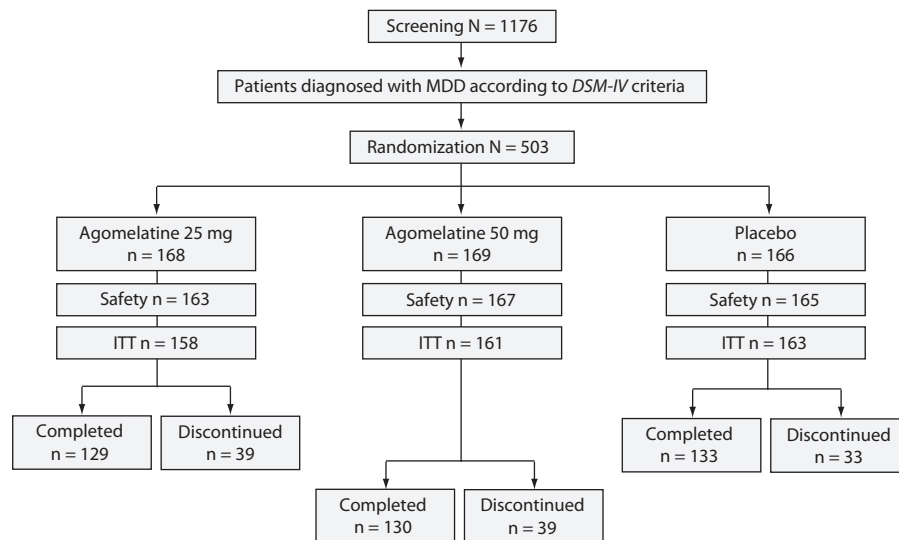 Screening N = 1176
Patients diagnosed with MDD according to DSM-IV criteria
Randomization N = 503
Agomelatine 25 mg
n = 168
Safety n = 163
ITT n = 158
Completed
n = 129
Discontinued
n = 39
Agomelatine 50 mg
n = 169
Safety n = 167
ITT n = 161
Completed
n = 130
Discontinued
n = 39
Placebo
n = 166
Safety n = 165
ITT n = 163
Completed
n = 133
Discontinued
n = 33